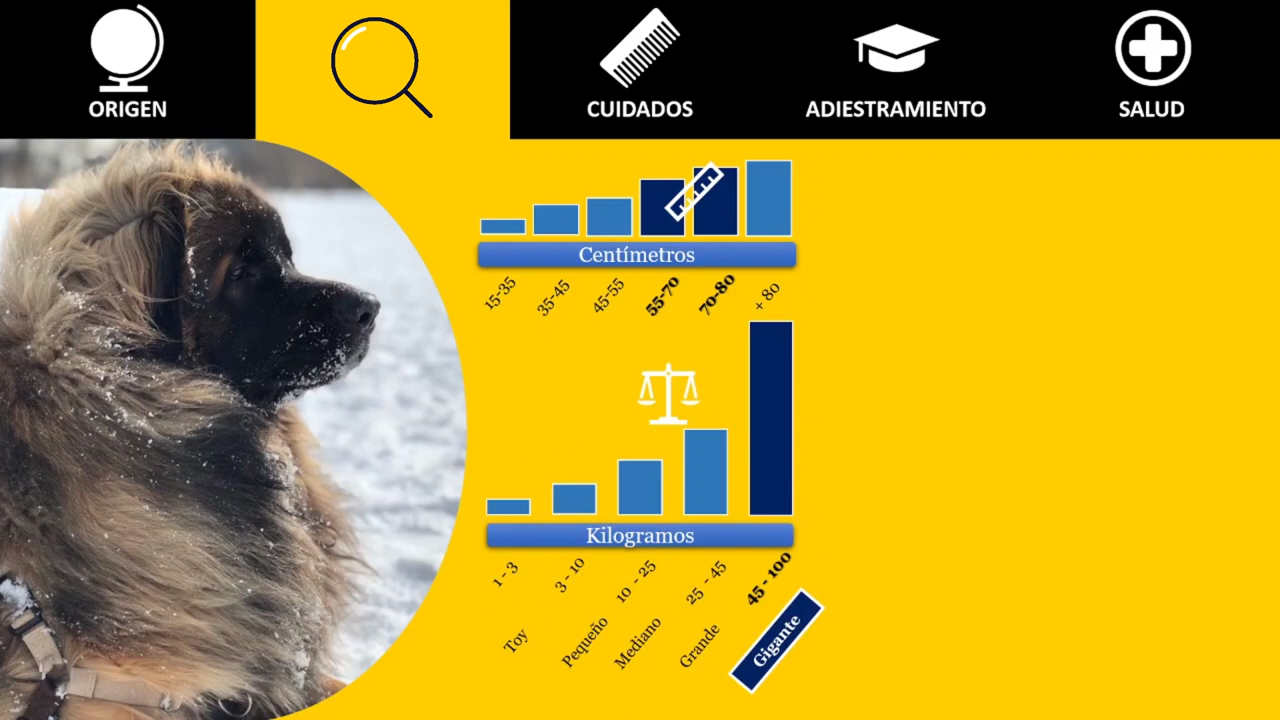 ORIGEN
CUIDADOS
ADIESTRAMIENTO
SALUD
Centímetros
15-35
35-45
45-55
55-70
70-80
+ 80
Kilogramos
1 - 3
3 - 10
10 - 25
25 - 45
45 - 100
Toy
Pequeño
Mediano
Grande
Gigante